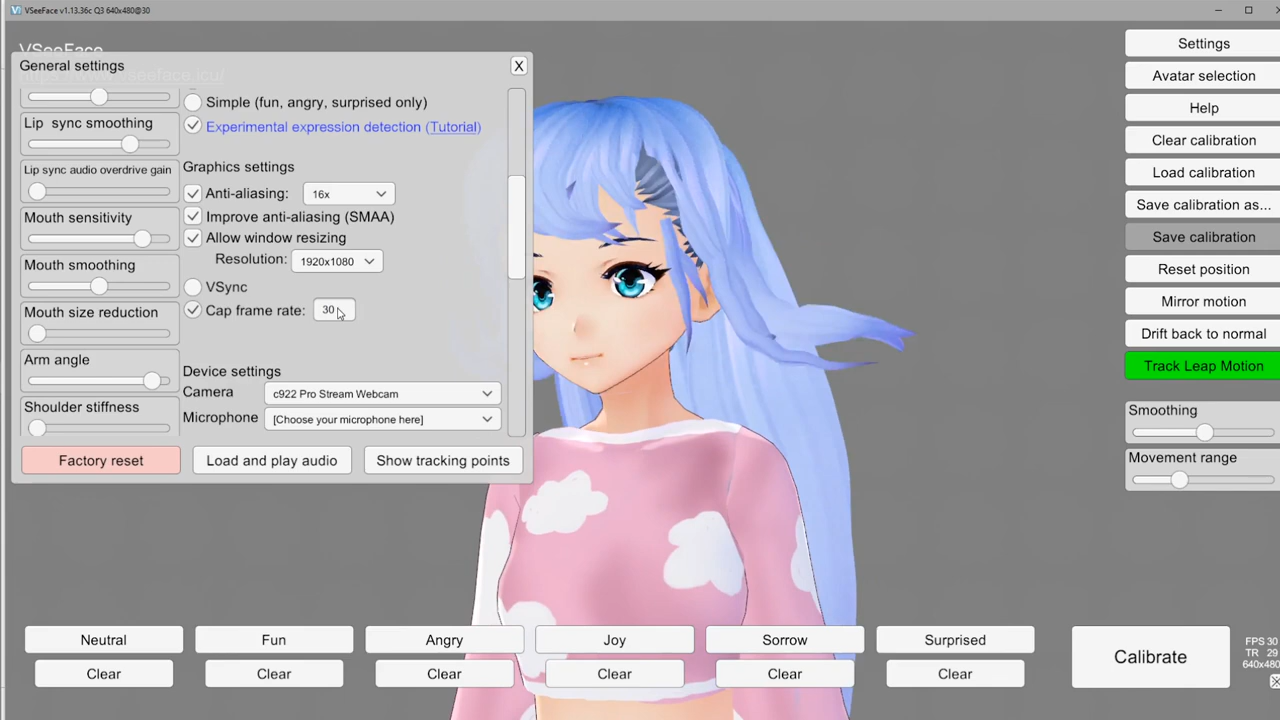 VSeeFace v1.13.36c Q3 640x480@30
VSeeFace
https://www.vseeface.icu/
General settings
X
Simple (fun, angry, surprised only)
Experimental expression detection (Tutorial)
Lip sync smoothing
Lip sync audio overdrive gain
Mouth sensitivity
Mouth smoothing
Mouth size reduction
Arm angle
Shoulder stiffness
Graphics settings
Anti-aliasing: 16x
Improve anti-aliasing (SMAA)
Allow window resizing
Resolution: 1920x1080
VSync
Cap frame rate: 30
Device settings
Camera c922 Pro Stream Webcam
Microphone [Choose your microphone here]
Factory reset
Load and play audio
Show tracking points
Settings
Avatar selection
Help
Clear calibration
Load calibration
Save calibration as...
Save calibration
Reset position
Mirror motion
Drift back to normal
Track Leap Motion
Smoothing
Movement range
Neutral Fun Angry Joy Sorrow Surprised
Clear Clear Clear Clear Clear Clear
Calibrate
FPS 30
TR 29
640x480